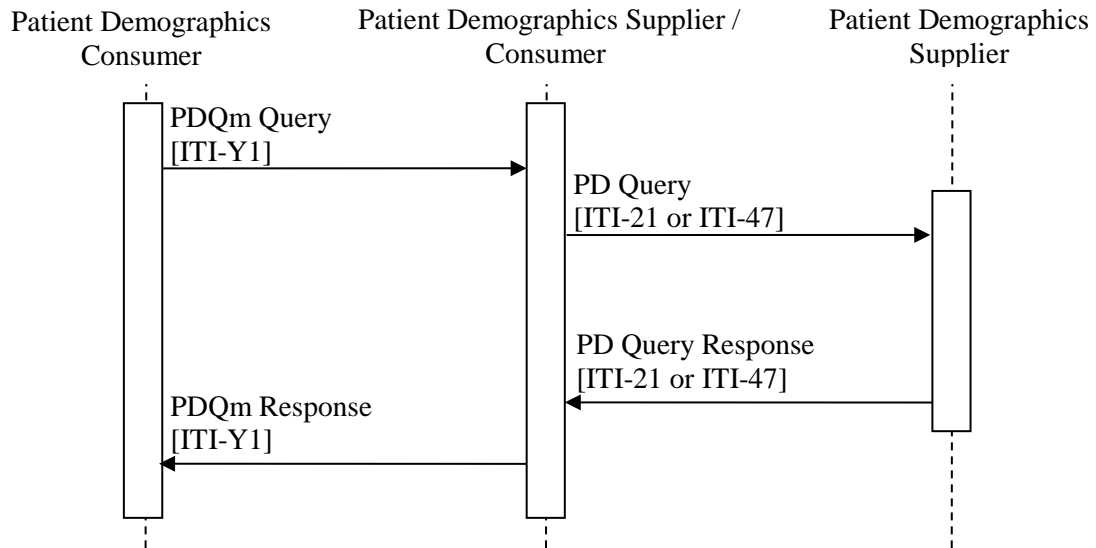 Patient Demographics
Consumer
Patient Demographics Supplier /
Consumer
Patient Demographics
Supplier
PDQm Query
[ITI-Y1]
PD Query
[ITI-21 or ITI-47]
PD Query Response
[ITI-21 or ITI-47]
PDQm Response
[ITI-Y1]